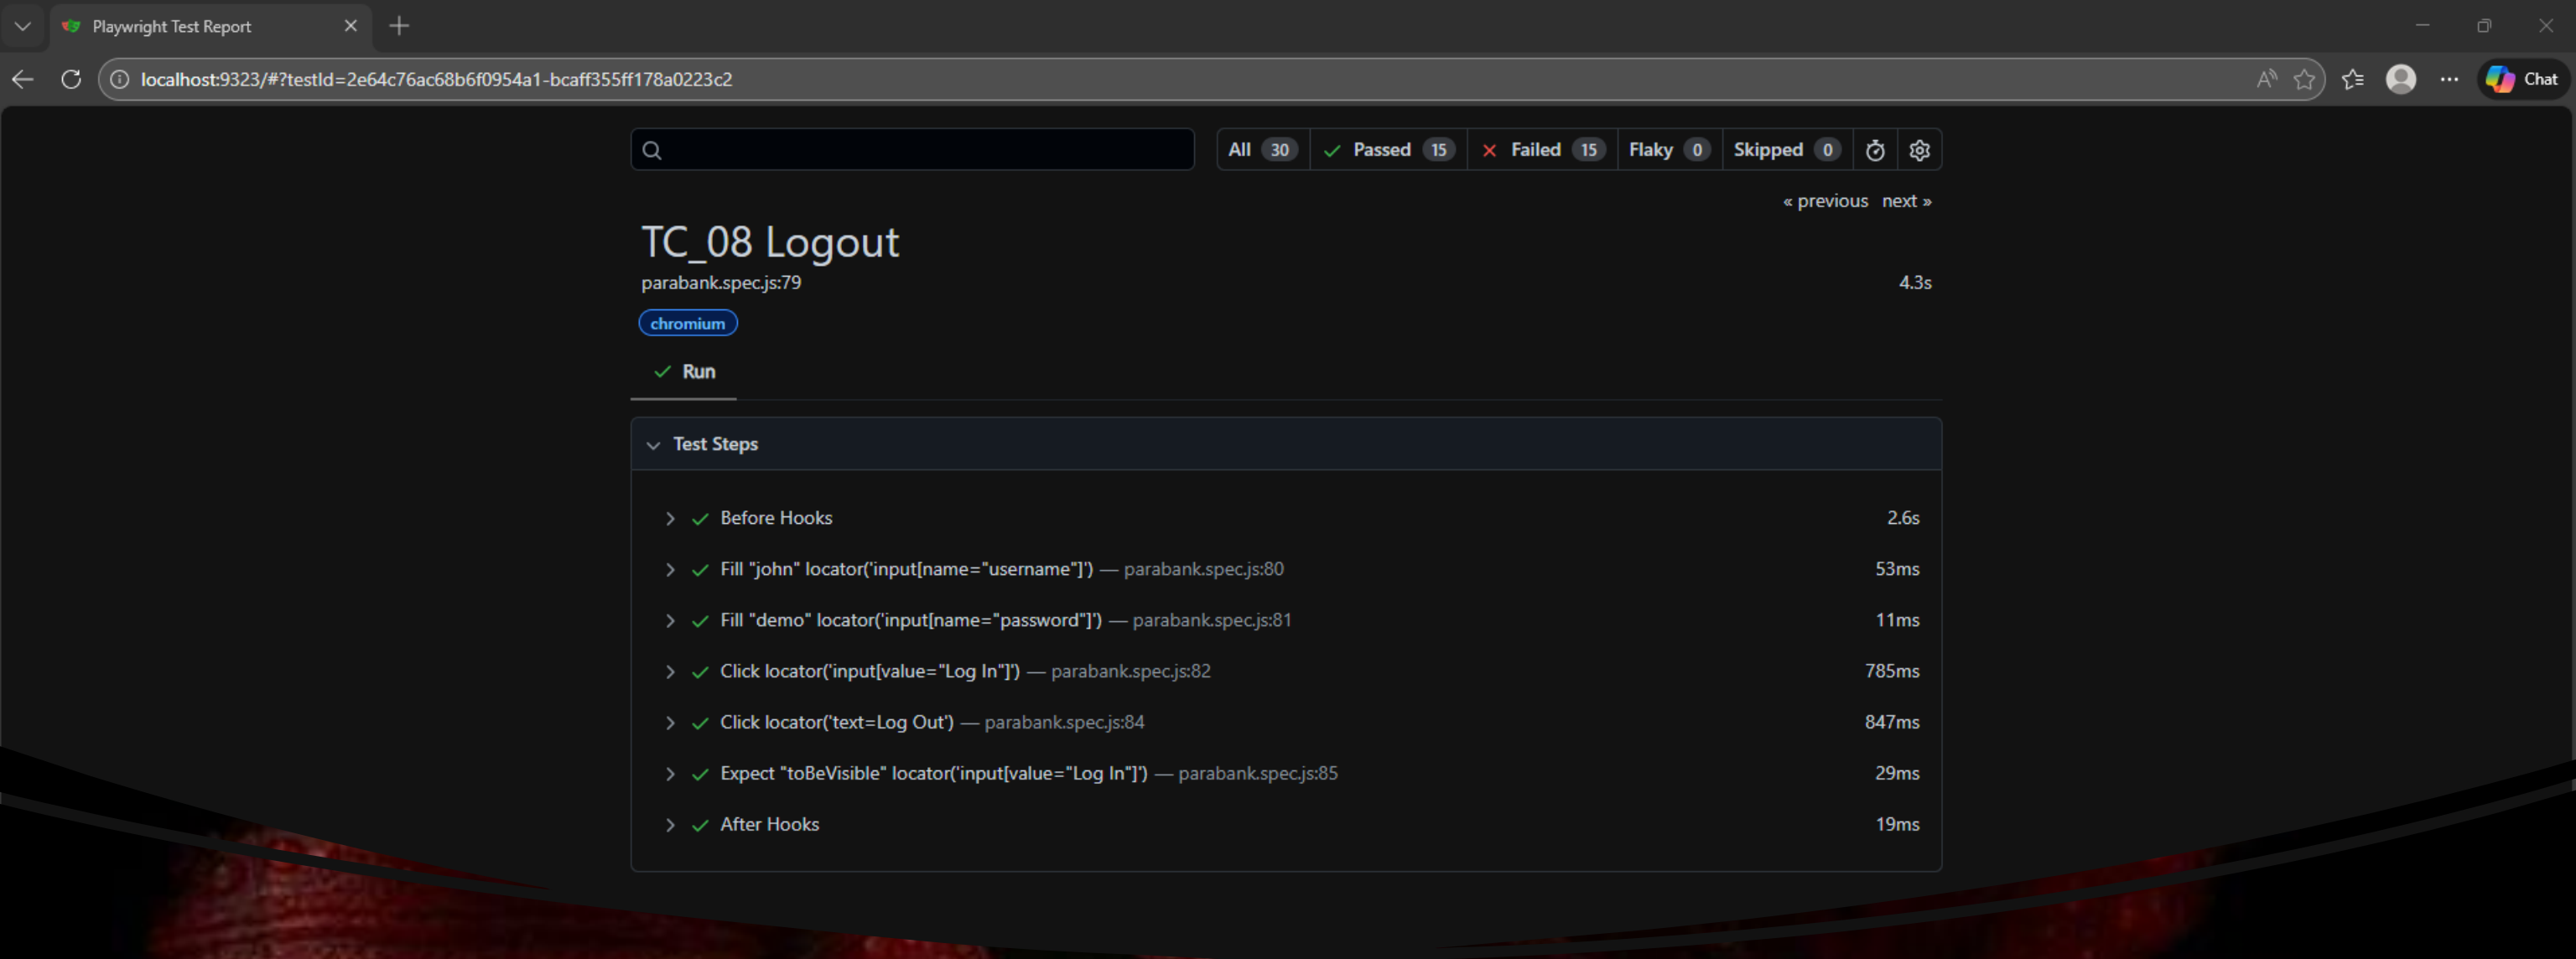 Playwright Test Report
localhost:9323/#?testId=2e64c76ac68b6f0954a1-bcaff355ff178a0223c2
Chat
All 30 Passed 15 Failed 15 Flaky 0 Skipped 0
« previous next »
TC_08 Logout
parabank.spec.js:79 4.3s
chromium
Run
Test Steps
Before Hooks 2.6s
Fill "john" locator('input[name="username"]') — parabank.spec.js:80 53ms
Fill "demo" locator('input[name="password"]') — parabank.spec.js:81 11ms
Click locator('input[value="Log In"]') — parabank.spec.js:82 785ms
Click locator('text=Log Out') — parabank.spec.js:84 847ms
Expect "toBeVisible" locator('input[value="Log In"]') — parabank.spec.js:85 29ms
After Hooks 19ms